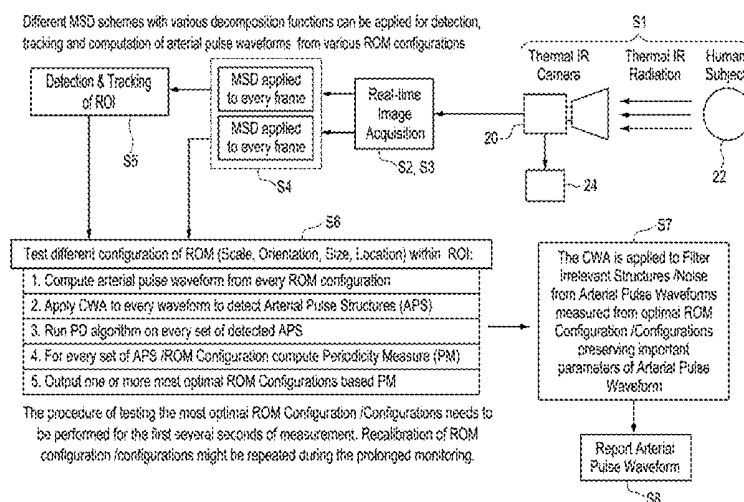 Different MSD schemes with various decomposition functions can be applied for detection,
tracking and computation of arterial pulse waveforms from various ROM configurations
S1
Thermal IR
Camera
Thermal IR
Radiation
Human
Subject
Detection & Tracking
of ROI
MSD applied
to every frame
MSD applied
to every frame
Real-time
Image
Acquisition
20
22
24
S5
S4
S2, S3
S6
S7
Test different configuration of ROM (Scale, Orientation, Size, Location) within ROI:
1. Compute arterial pulse waveform from every ROM configuration
2. Apply CWA to every waveform to detect Arterial Pulse Structures (APS)
3. Run PD algorithm on every set of detected APS
4. For every set of APS /ROM Configuration compute Periodicity Measure (PM)
5. Output one or more most optimal ROM Configurations based PM
The CWA is applied to Filter
Irrelevant Structures /Noise
from Arterial Pulse Waveforms
measured from optimal ROM
Configuration /Configurations
preserving important
parameters of Arterial Pulse
Waveform
The procedure of testing the most optimal ROM Configuration /Configurations needs to
be performed for the first several seconds of measurement. Recalibration of ROM
configuration /configurations might be repeated during the prolonged monitoring.
Report Arterial
Pulse Waveform
S8